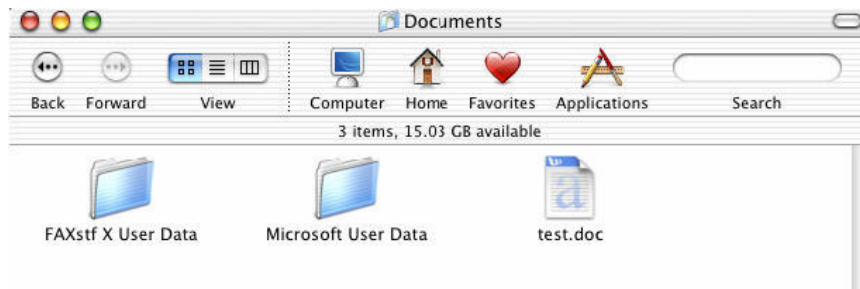 Documents
Back Forward View Computer Home Favorites Applications Search
3 items, 15.03 GB available
FAXstf X User Data Microsoft User Data test.doc